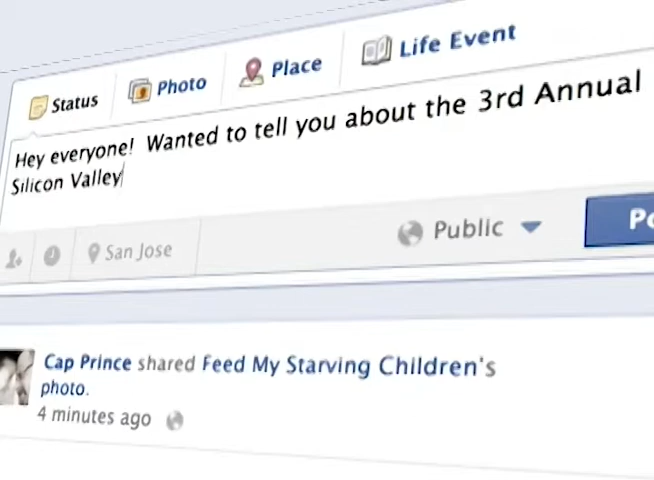 Status Photo Place Life Event
Hey everyone! Wanted to tell you about the 3rd Annual
Silicon Valley
San Jose Public
Cap Prince shared Feed My Starving Children's
photo.
4 minutes ago